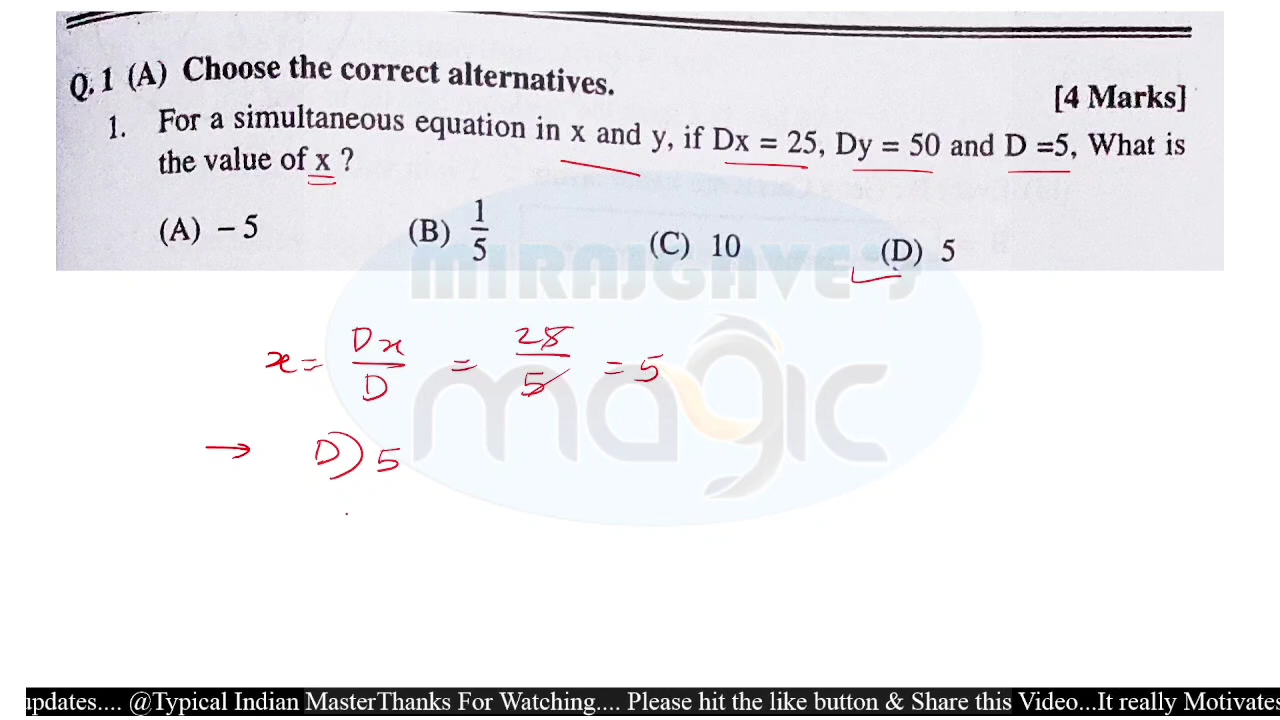 Q.1 (A) Choose the correct alternatives.
[4 Marks]
1. For a simultaneous equation in x and y, if Dx = 25, Dy = 50 and D =5, What is
the value of x ?
(A) – 5 (B) 1/5 (C) 10 (D) 5
MIRAJGAVE'S
magic
x = Dx/D = 25/5 = 5
→ D) 5
updates.... @Typical Indian MasterThanks For Watching.... Please hit the like button & Share this Video...It really Motivates